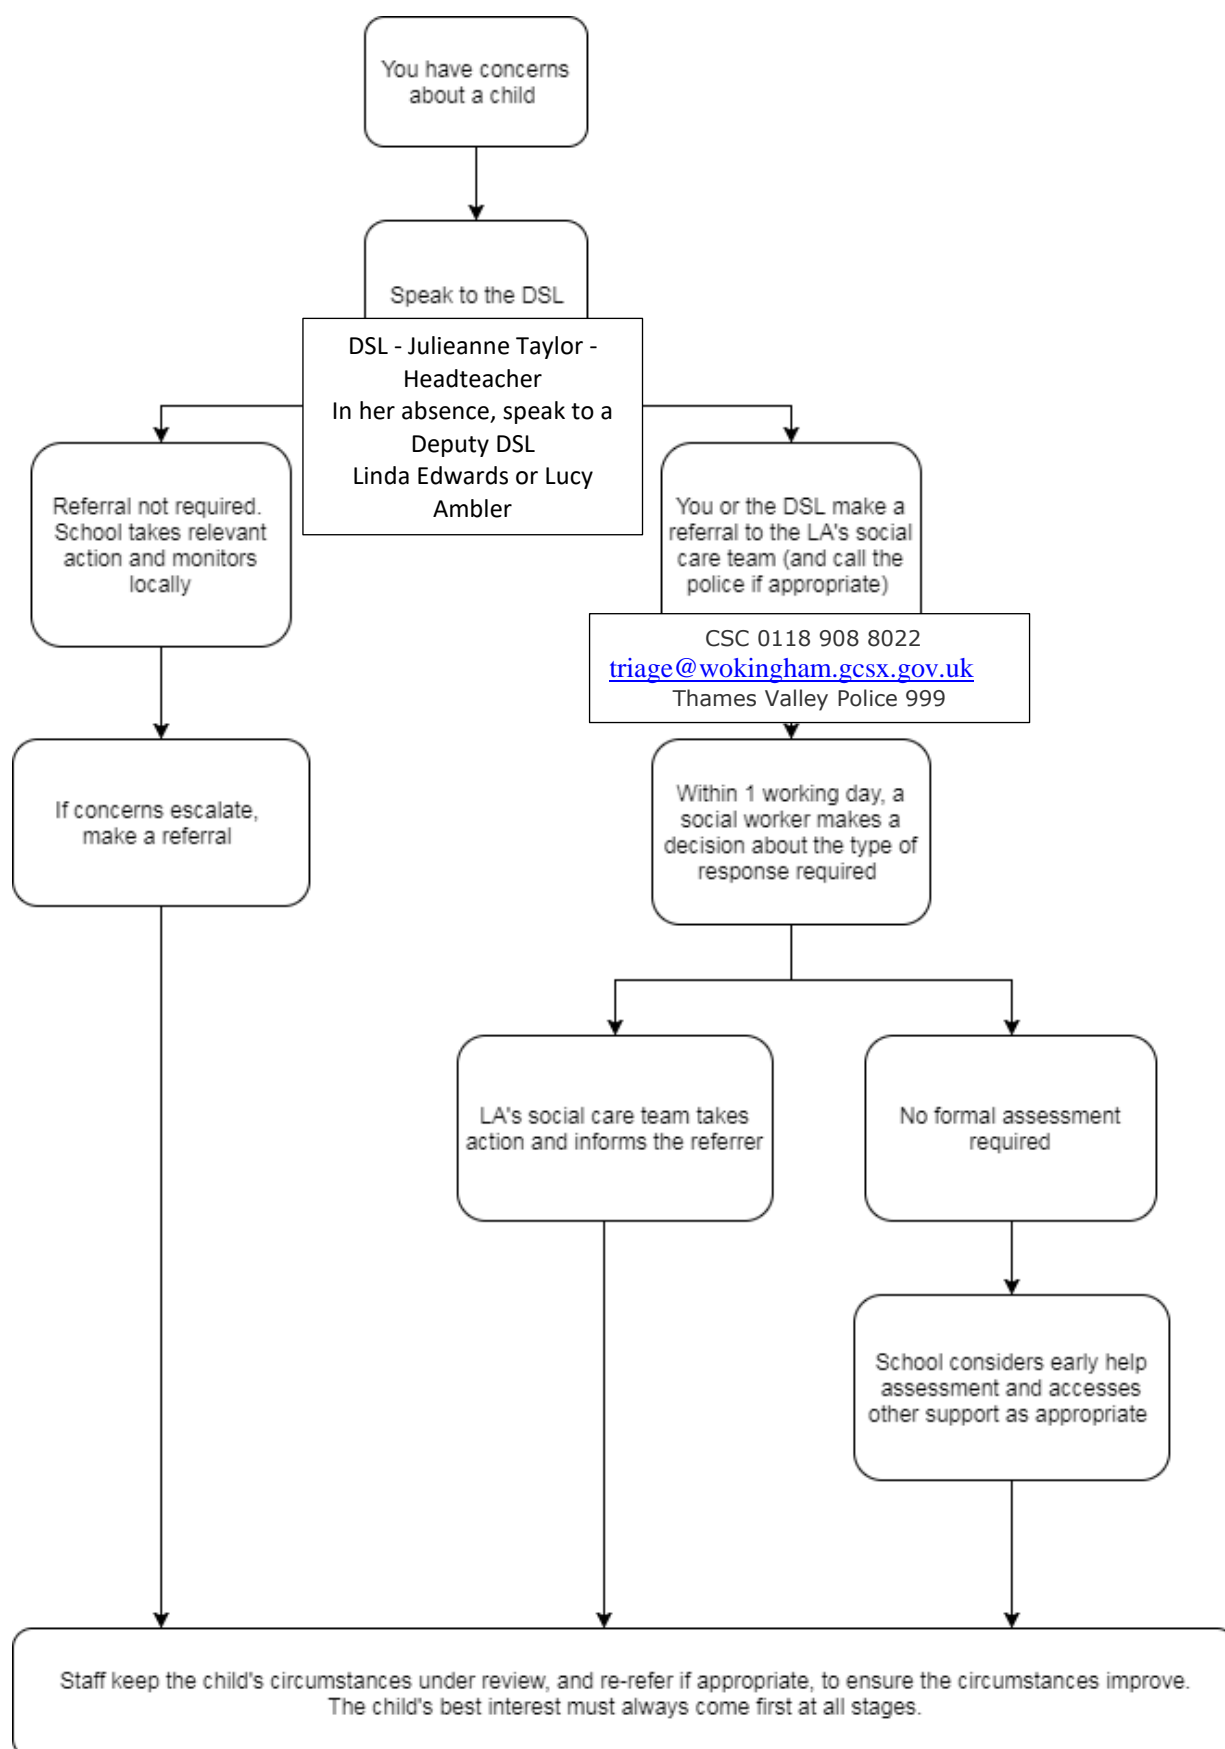 You have concerns
about a child
Speak to the DSL
DSL - Julieanne Taylor -
Headteacher
In her absence, speak to a
Deputy DSL
Linda Edwards or Lucy
Ambler
Referral not required.
School takes relevant
action and monitors
locally
You or the DSL make a
referral to the LA's social
care team (and call the
police if appropriate)
CSC 0118 908 8022
triage@wokingham.gcsx.gov.uk
Thames Valley Police 999
If concerns escalate,
make a referral
Within 1 working day, a
social worker makes a
decision about the type of
response required
LA's social care team takes
action and informs the referrer
No formal assessment
required
School considers early help
assessment and accesses
other support as appropriate
Staff keep the child's circumstances under review, and re-refer if appropriate, to ensure the circumstances improve.
The child's best interest must always come first at all stages.